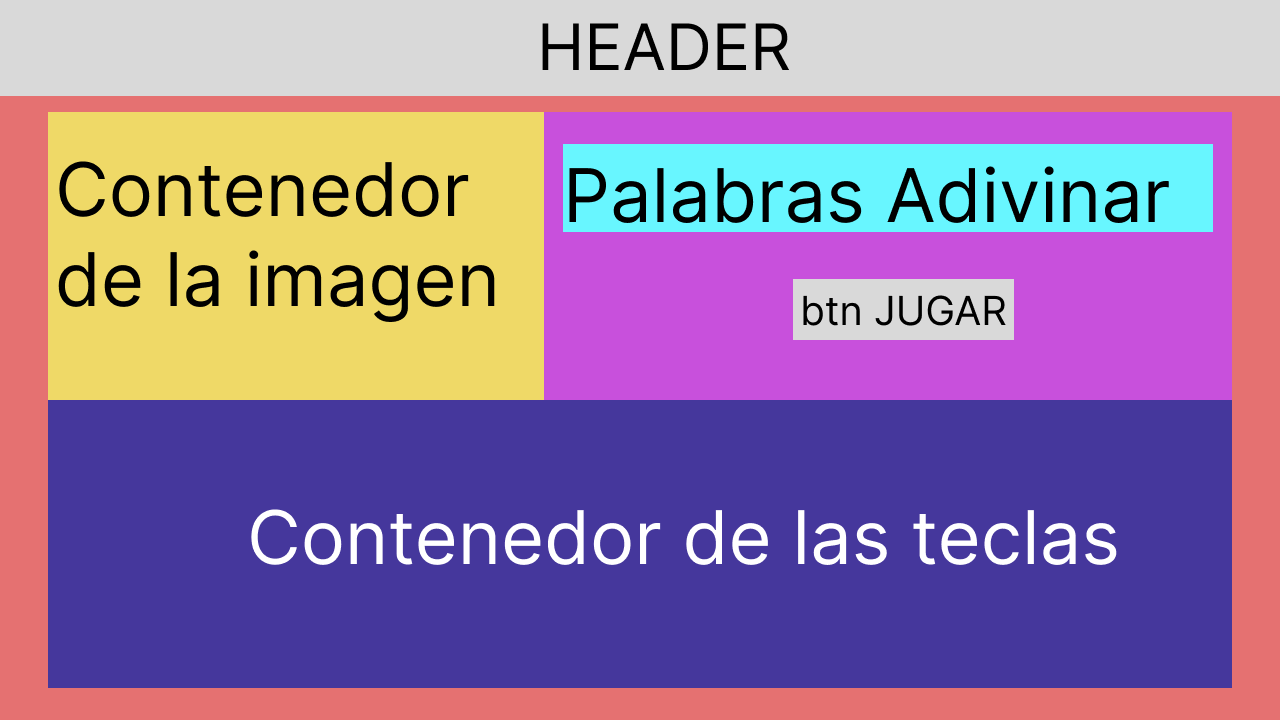 HEADER
Contenedor
de la imagen
Palabras Adivinar
btn JUGAR
Contenedor de las teclas